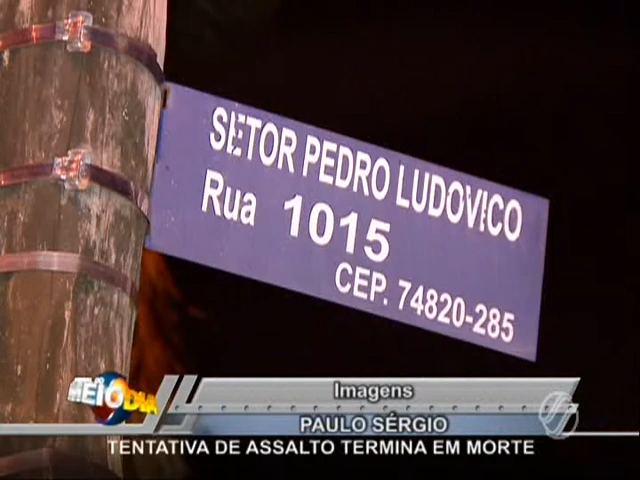 SETOR PEDRO LUDOVICO
Rua 1015
CEP. 74820-285
MEIO DIA
Imagens
PAULO SÉRGIO
TENTATIVA DE ASSALTO TERMINA EM MORTE